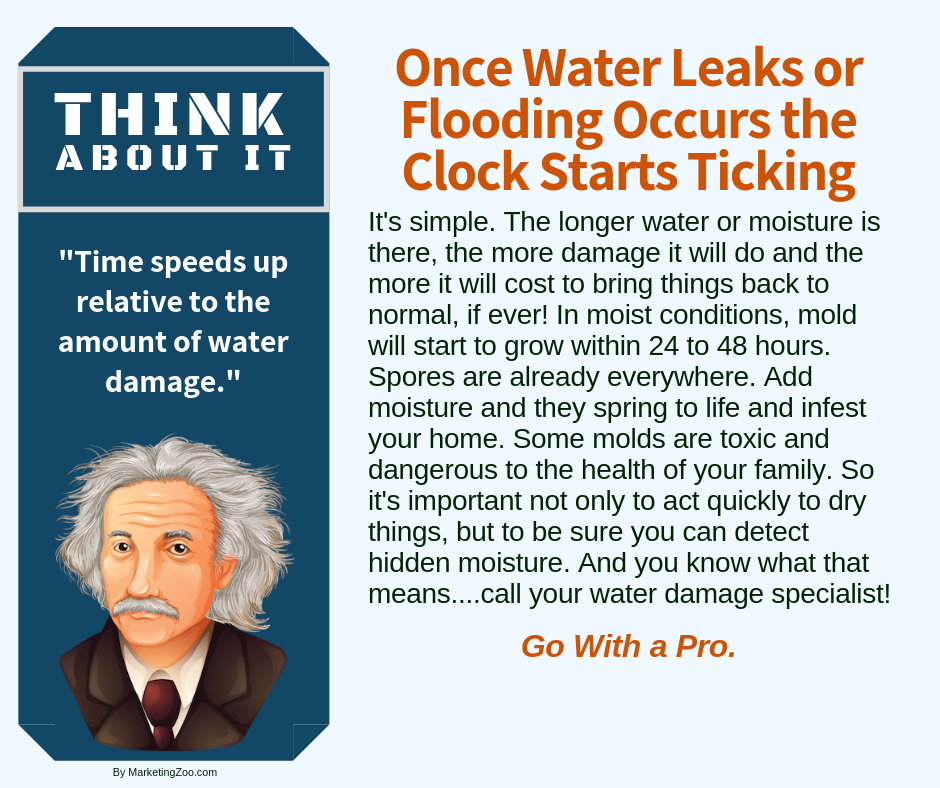 THINK
ABOUT IT
"Time speeds up
relative to the
amount of water
damage."
By MarketingZoo.com
Once Water Leaks or
Flooding Occurs the
Clock Starts Ticking
It's simple. The longer water or moisture is
there, the more damage it will do and the
more it will cost to bring things back to
normal, if ever! In moist conditions, mold
will start to grow within 24 to 48 hours.
Spores are already everywhere. Add
moisture and they spring to life and infest
your home. Some molds are toxic and
dangerous to the health of your family. So
it's important not only to act quickly to dry
things, but to be sure you can detect
hidden moisture. And you know what that
means....call your water damage specialist!
Go With a Pro.